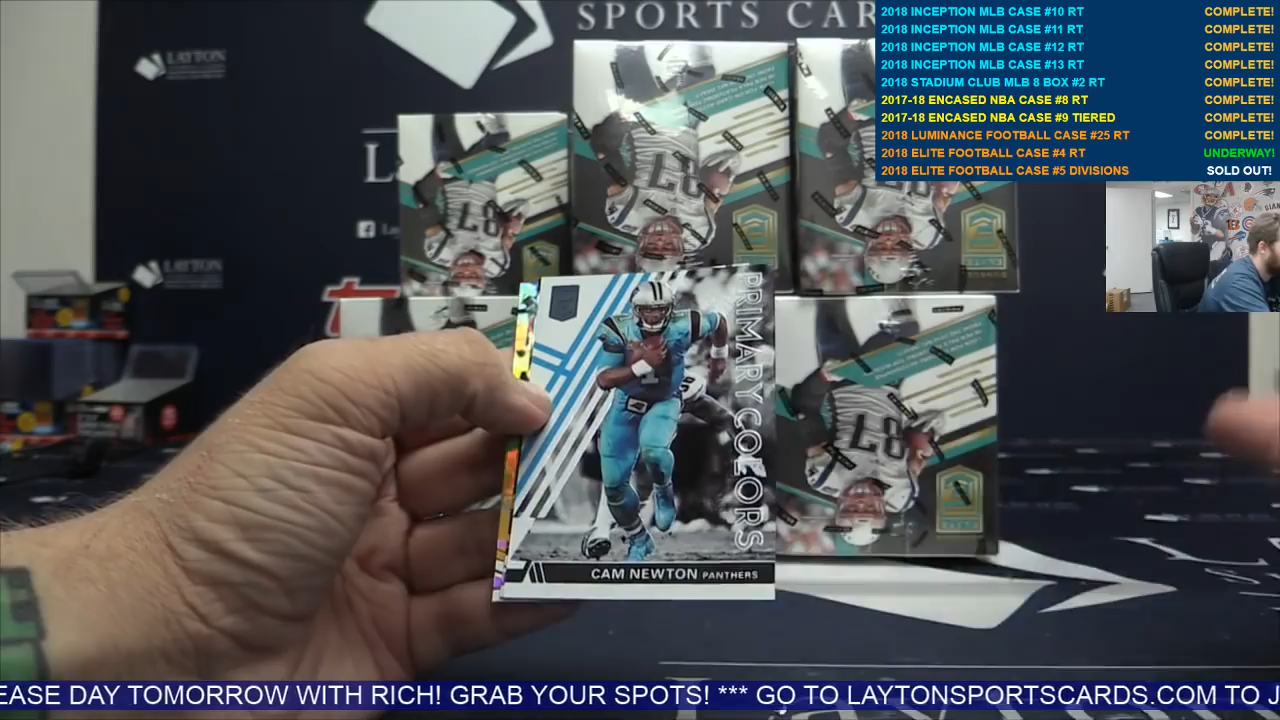 SPORTS CAR
2018 INCEPTION MLB CASE #10 RT COMPLETE!
2018 INCEPTION MLB CASE #11 RT COMPLETE!
2018 INCEPTION MLB CASE #12 RT COMPLETE!
2018 INCEPTION MLB CASE #13 RT COMPLETE!
2018 STADIUM CLUB MLB 8 BOX #2 RT COMPLETE!
2017-18 ENCASED NBA CASE #8 RT COMPLETE!
2017-18 ENCASED NBA CASE #9 TIERED COMPLETE!
2018 LUMINANCE FOOTBALL CASE #25 RT COMPLETE!
2018 ELITE FOOTBALL CASE #4 RT UNDERWAY!
2018 ELITE FOOTBALL CASE #5 DIVISIONS SOLD OUT!
LAYTON
L
LAYTON
87
87
87
PRIMARY COLORS
1
CAM NEWTON PANTHERS
EASE DAY TOMORROW WITH RICH! GRAB YOUR SPOTS! *** GO TO LAYTONSPORTSCARDS.COM TO J